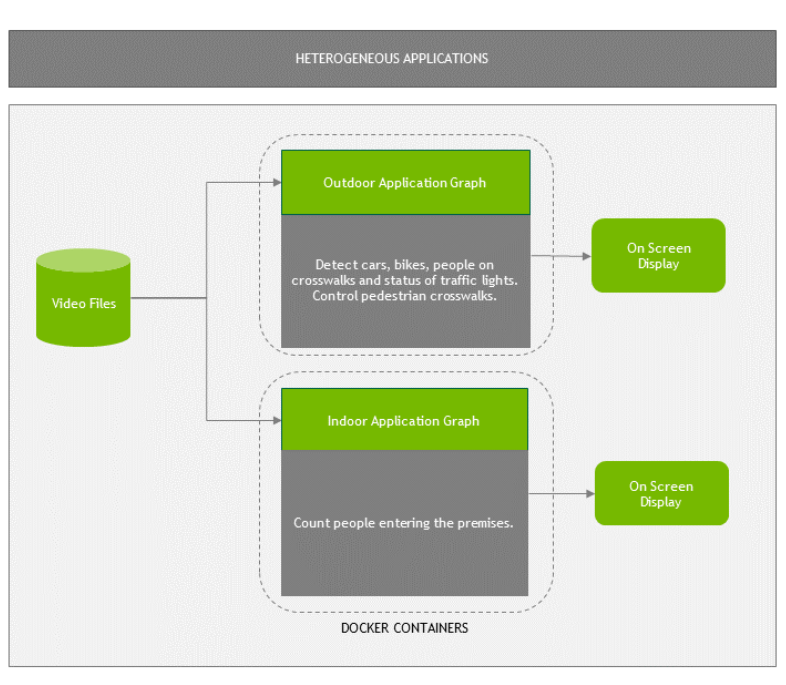 HETEROGENEOUS APPLICATIONS
Outdoor Application Graph
Detect cars, bikes, people on
crosswalks and status of traffic lights.
Control pedestrian crosswalks.
On Screen
Display
Video Files
Indoor Application Graph
Count people entering the premises.
On Screen
Display
DOCKER CONTAINERS